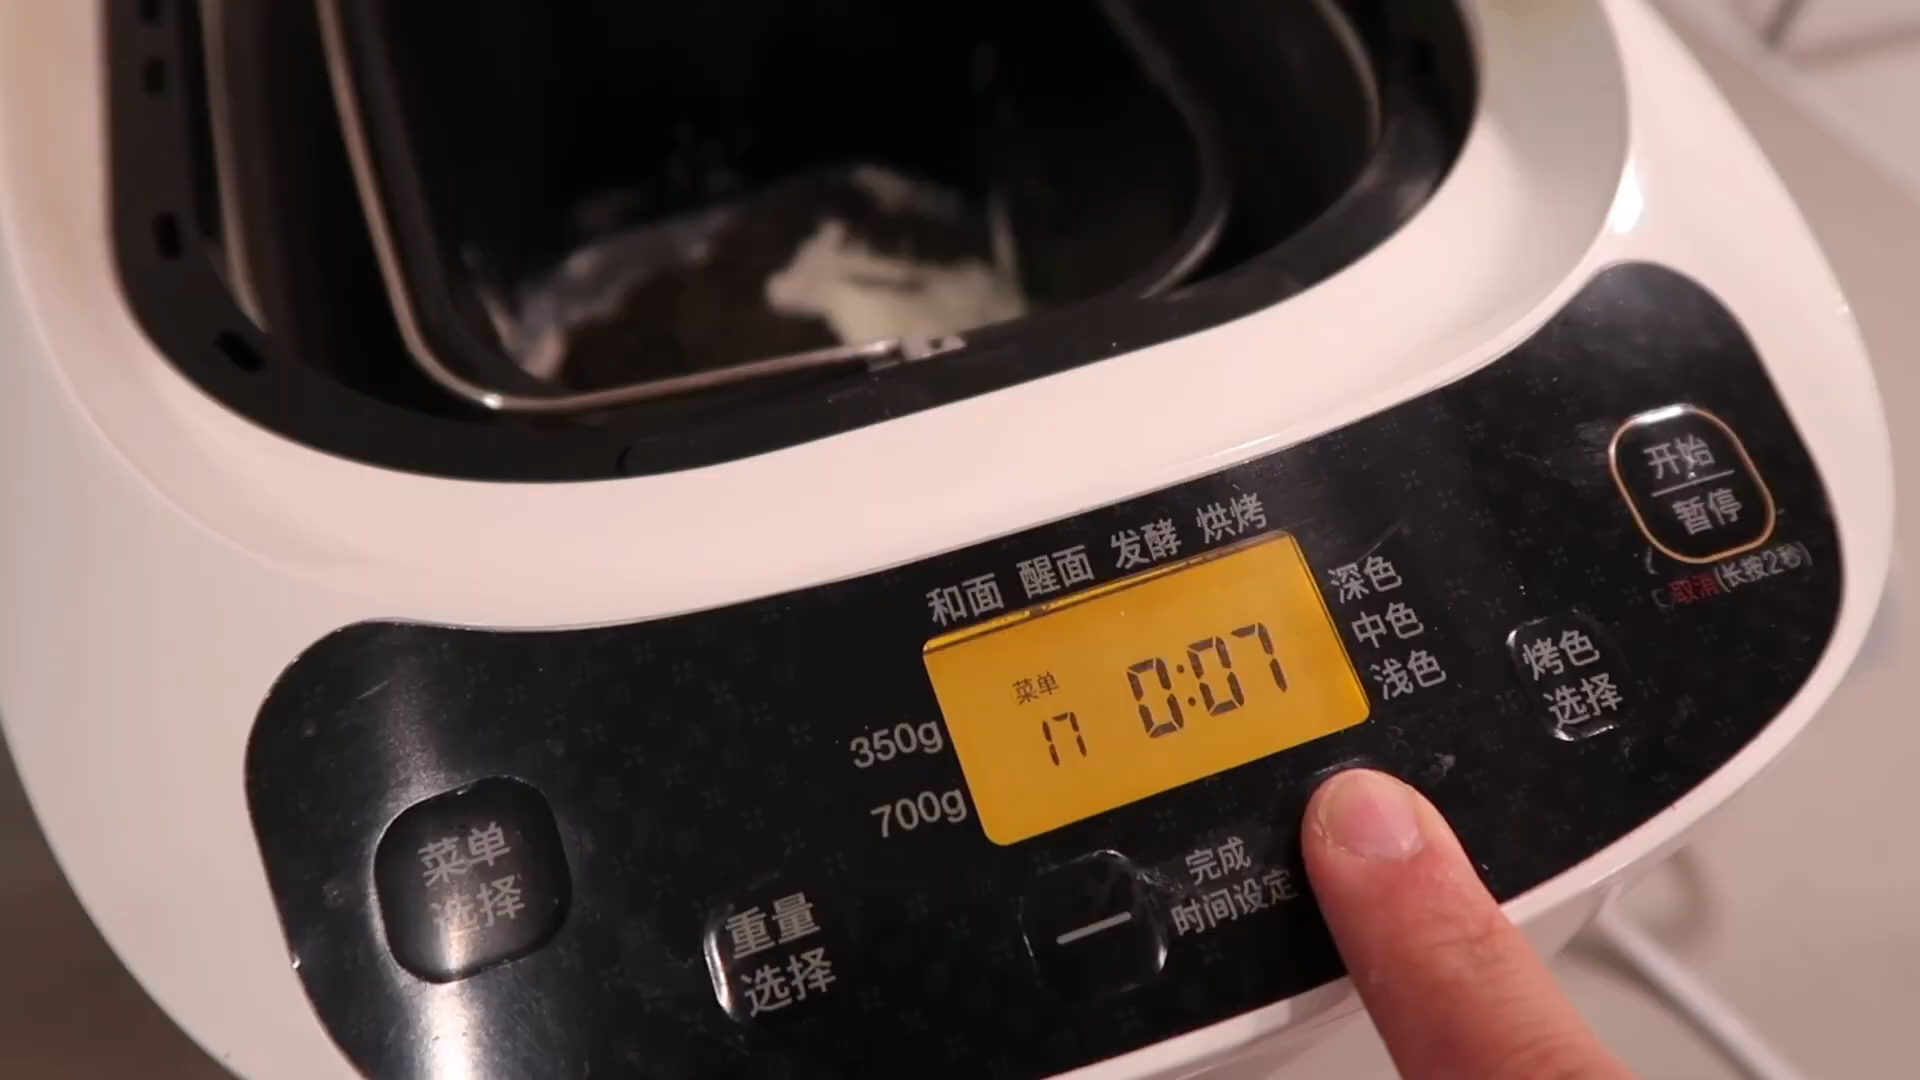 和面 醒面 发酵 烘烤
开始
暂停
取消(长按2秒)
深色
中色
浅色
烤色
选择
菜单
17
0:07
350g
700g
完成
时间设定
菜单
选择
重量
选择